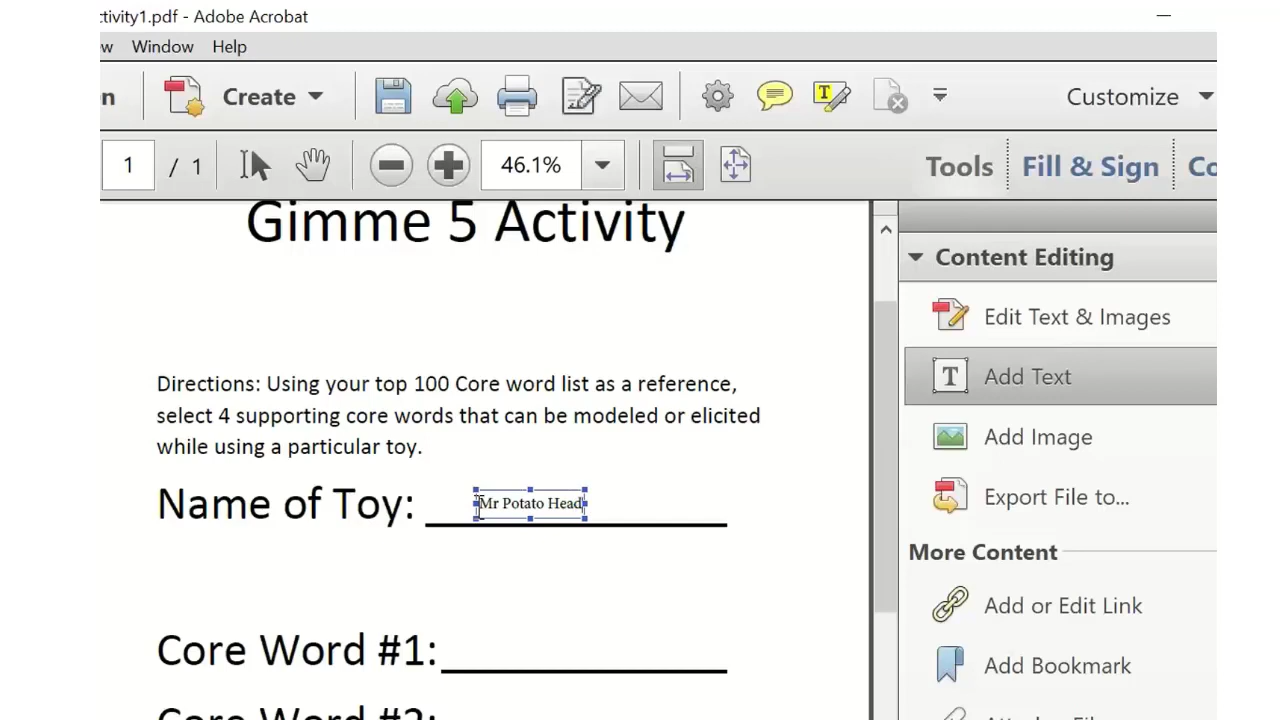 ctivity1.pdf - Adobe Acrobat
Window Help
Create
Customize
1 / 1 46.1% Tools Fill & Sign
Gimme 5 Activity
Content Editing
Edit Text & Images
Add Text
Directions: Using your top 100 Core word list as a reference,
select 4 supporting core words that can be modeled or elicited
while using a particular toy.
Add Image
Name of Toy: Mr Potato Head
Export File to...
More Content
Add or Edit Link
Core Word #1:
Add Bookmark
Core Word #2: